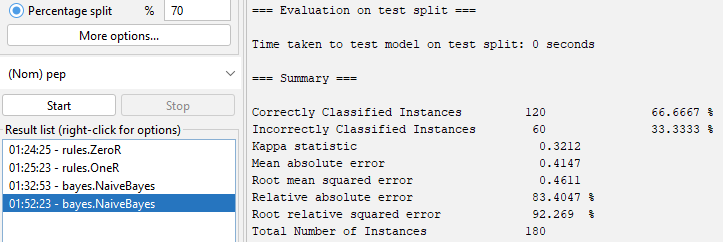 Percentage split % 70
More options...
(Nom) pep
Start Stop
Result list (right-click for options)
01:24:25 - rules.ZeroR
01:25:23 - rules.OneR
01:32:53 - bayes.NaiveBayes
01:52:23 - bayes.NaiveBayes
=== Evaluation on test split ===
Time taken to test model on test split: 0 seconds
=== Summary ===
Correctly Classified Instances 120 66.6667 %
Incorrectly Classified Instances 60 33.3333 %
Kappa statistic 0.3212
Mean absolute error 0.4147
Root mean squared error 0.4611
Relative absolute error 83.4047 %
Root relative squared error 92.269 %
Total Number of Instances 180